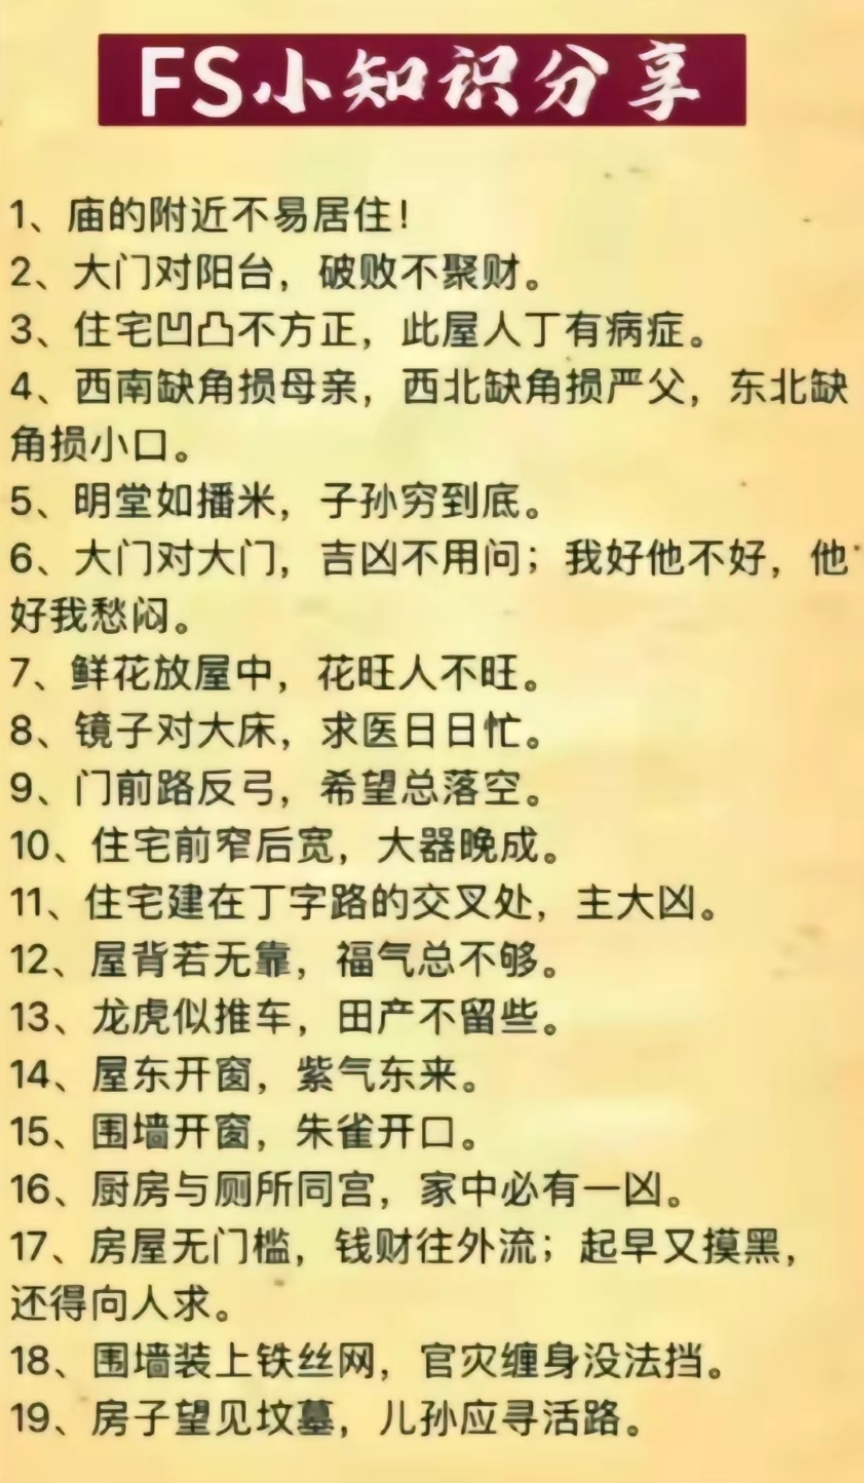 FS小知识分享
1、庙的附近不易居住！
2、大门对阳台，破败不聚财。
3、住宅凹凸不方正，此屋人丁有病症。
4、西南缺角损母亲，西北缺角损严父，东北缺
角损小口。
5、明堂如播米，子孙穷到底。
6、大门对大门，吉凶不用问；我好他不好，他
好我愁闷。
7、鲜花放屋中，花旺人不旺。
8、镜子对大床，求医日日忙。
9、门前路反弓，希望总落空。
10、住宅前窄后宽，大器晚成。
11、住宅建在丁字路的交叉处，主大凶。
12、屋背若无靠，福气总不够。
13、龙虎似推车，田产不留些。
14、屋东开窗，紫气东来。
15、围墙开窗，朱雀开口。
16、厨房与厕所同宫，家中必有一凶。
17、房屋无门槛，钱财往外流；起早又摸黑，
还得向人求。
18、围墙装上铁丝网，官灾缠身没法挡。
19、房子望见坟墓，儿孙应寻活路。